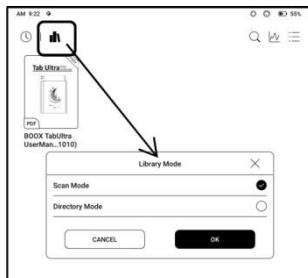 AM 9:22
55%
Tab Ultra
PDF
BOOX TabUltra
UserMan...1010)
Library Mode
Scan Mode
Directory Mode
CANCEL
OK